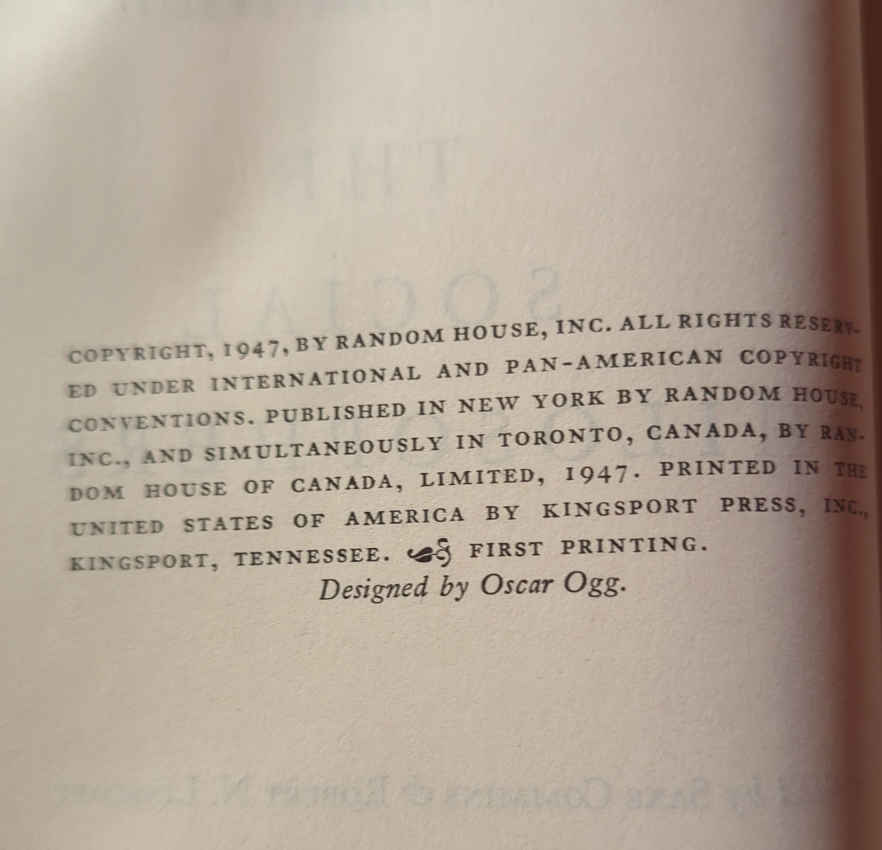 COPYRIGHT, 1947, BY RANDOM HOUSE, INC. ALL RIGHTS RESERV-
ED UNDER INTERNATIONAL AND PAN-AMERICAN COPYRIGHT
CONVENTIONS. PUBLISHED IN NEW YORK BY RANDOM HOUSE,
INC., AND SIMULTANEOUSLY IN TORONTO, CANADA, BY RAN-
DOM HOUSE OF CANADA, LIMITED, 1947. PRINTED IN THE
UNITED STATES OF AMERICA BY KINGSPORT PRESS, INC.,
KINGSPORT, TENNESSEE. FIRST PRINTING.
Designed by Oscar Ogg.